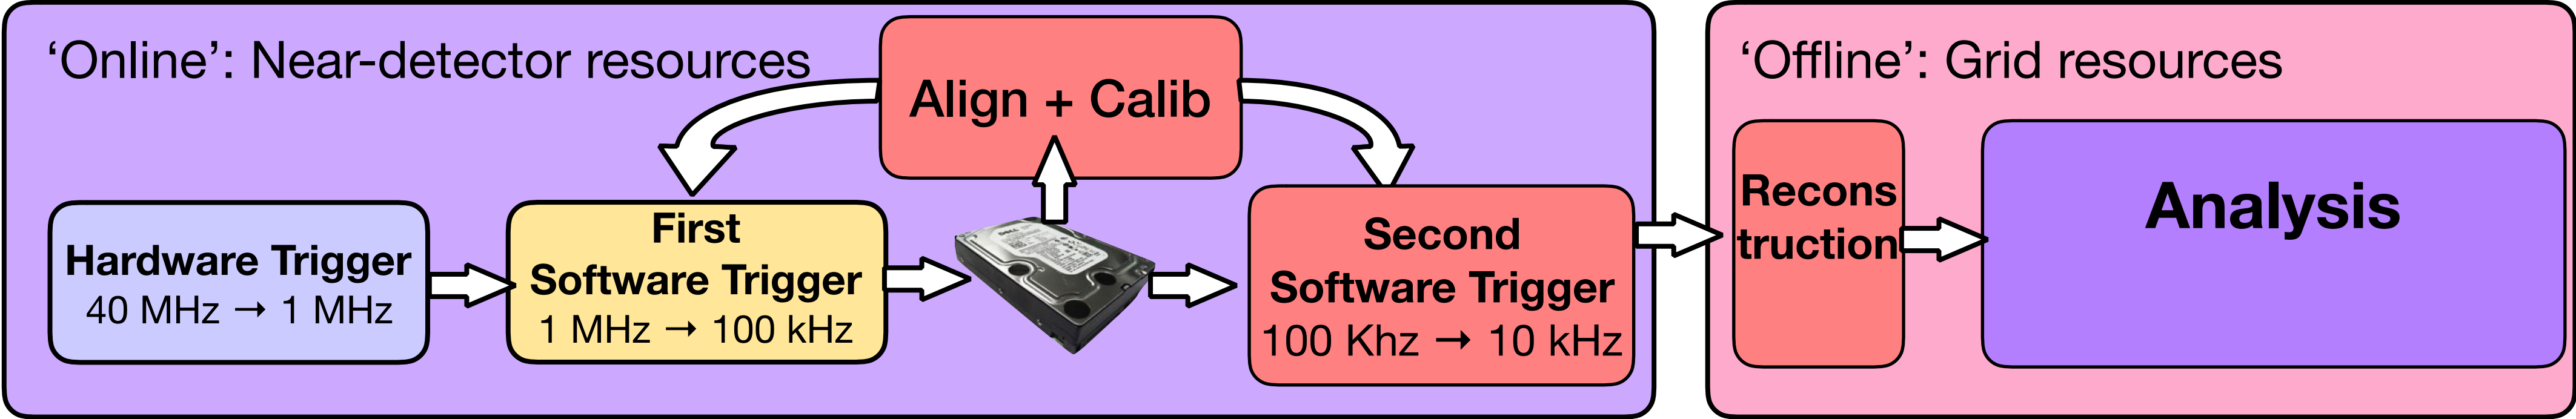 ‘Online’: Near-detector resources
Align + Calib
Hardware Trigger
40 MHz → 1 MHz
First
Software Trigger
1 MHz → 100 kHz
DELL
Second
Software Trigger
100 Khz → 10 kHz
‘Offline’: Grid resources
Recons
truction
Analysis